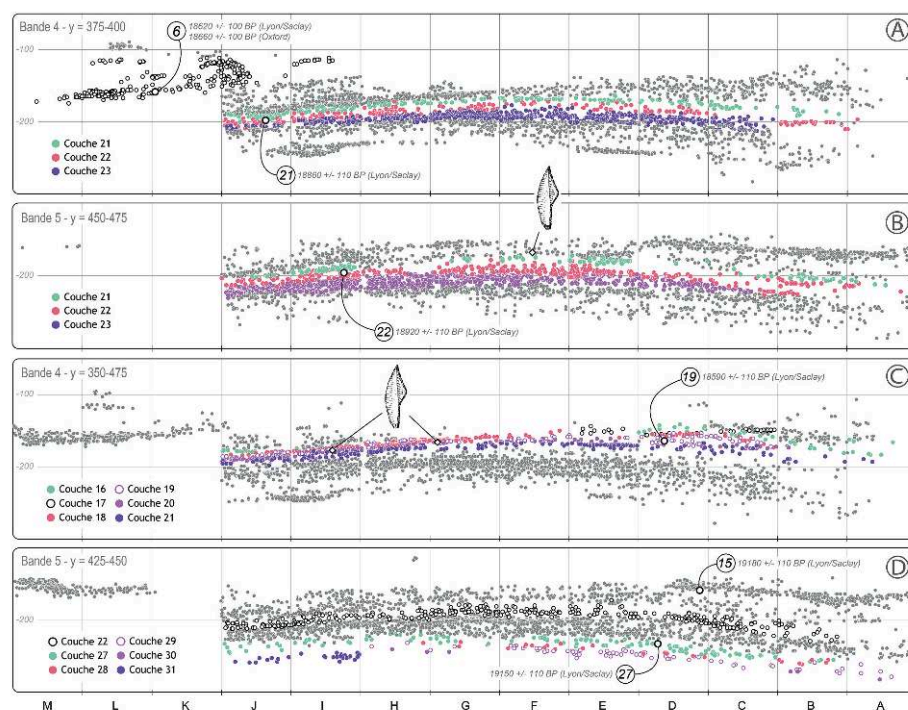 Bande 4 - y = 375-400
6
18620 +/- 100 BP (Lyon/Saclay)
18660 +/- 100 BP (Oxford)
A
-100
-200
Couche 21
Couche 22
Couche 23
21
18860 +/- 110 BP (Lyon/Saclay)
Bande 5 - y = 450-475
B
-200
Couche 21
Couche 22
Couche 23
22
18920 +/- 110 BP (Lyon/Saclay)
Bande 4 - y = 350-475
19
18590 +/- 110 BP (Lyon/Saclay)
C
-100
-200
Couche 16
Couche 19
Couche 17
Couche 20
Couche 18
Couche 21
Bande 5 - y = 425-450
15
19180 +/- 110 BP (Lyon/Saclay)
D
-200
Couche 22
Couche 29
Couche 27
Couche 30
Couche 28
Couche 31
19150 +/- 110 BP (Lyon/Saclay)
27
M L K J I H G F E D C B A